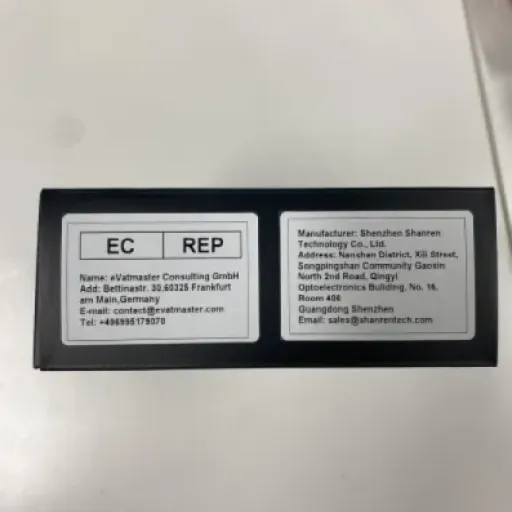 EC REP
Name: eVatmaster Consulting GmbH
Add: Bettinastr. 30,60325 Frankfurt
am Main,Germany
E-mail: contact@evatmaster.com
Tel: +496995179070
Manufacturer: Shenzhen Shanren
Technology Co., Ltd.
Address: Nanshan District, Xili Street,
Songpingshan Community Gaoxin
North 2nd Road, Qingyi
Optoelectronics Building, No. 16,
Room 406
Guangdong Shenzhen
Email: sales@shanrentech.com